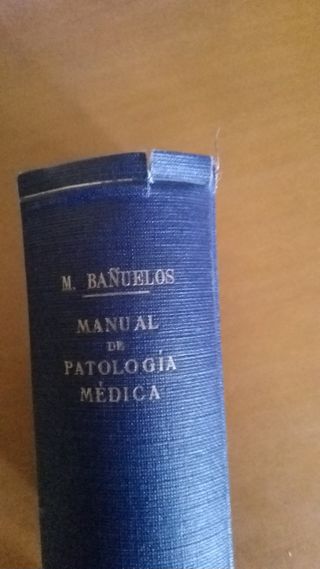 M. BAÑUELOS
MANUAL
DE
PATOLOGÍA
MÉDICA